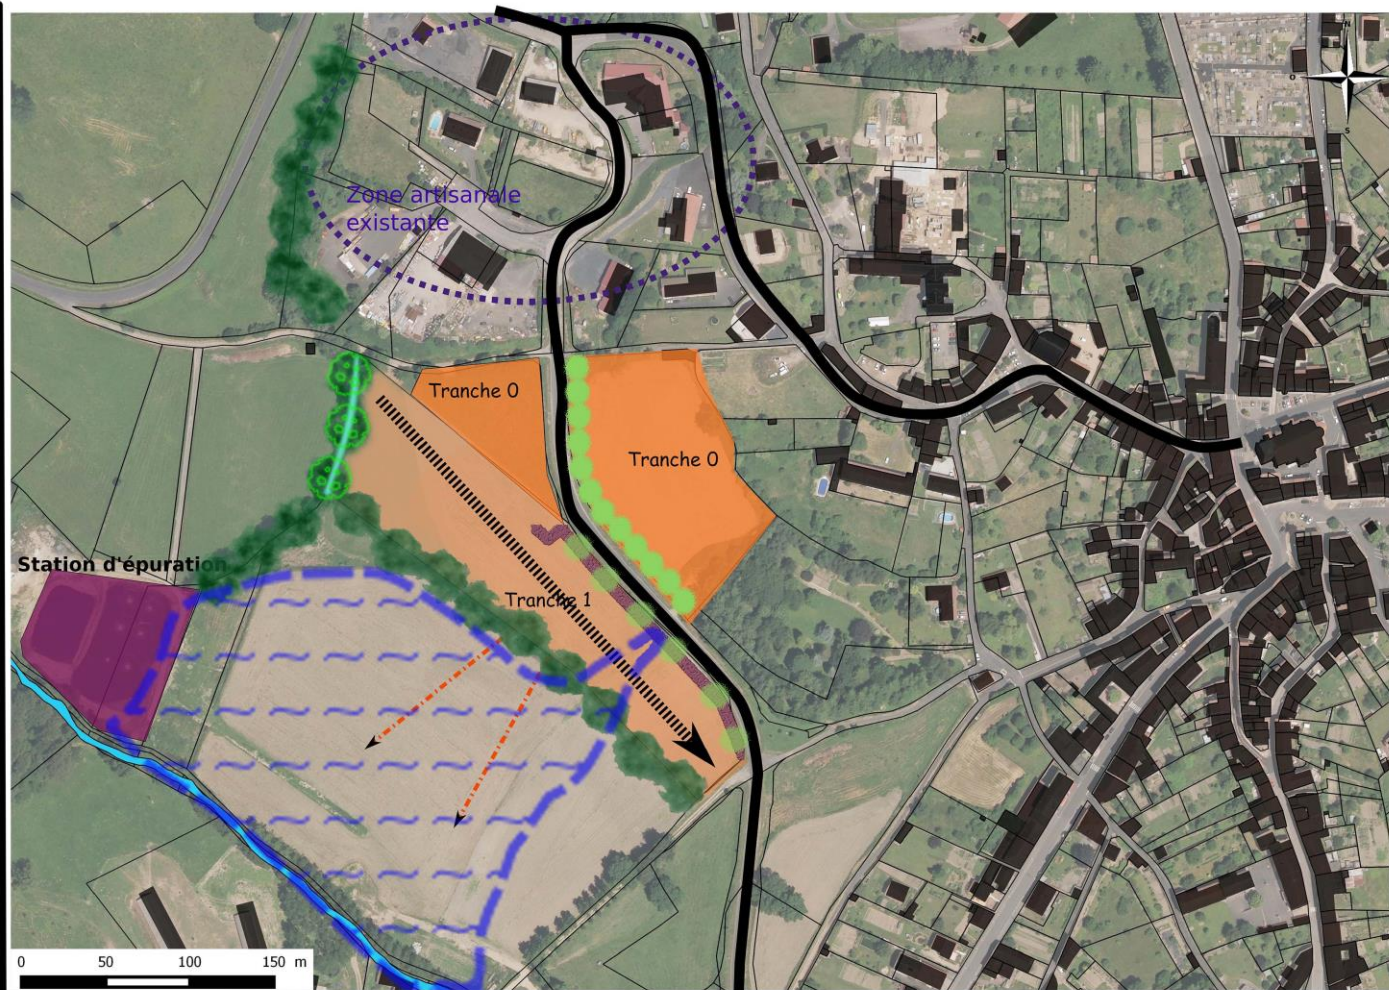 N
O
S
Zone artisanale
existante
Tranche 0
Tranche 0
Station d'épuration
Tranche 1
0 50 100 150 m